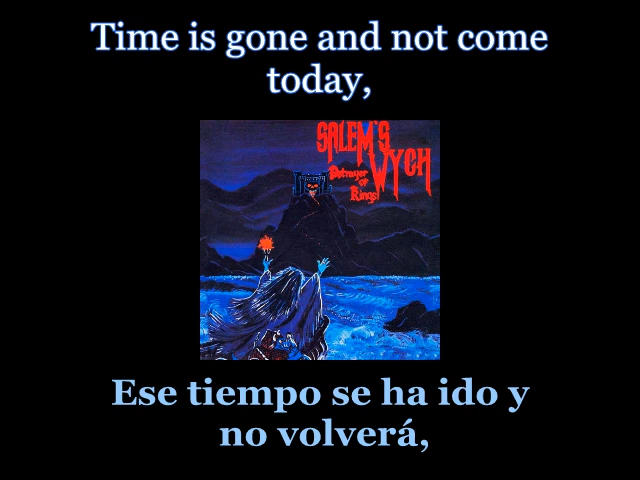 Time is gone and not come
today,
SALEM'S
WYCH
Betrayer
of
Kings
Ese tiempo se ha ido y
no volverá,